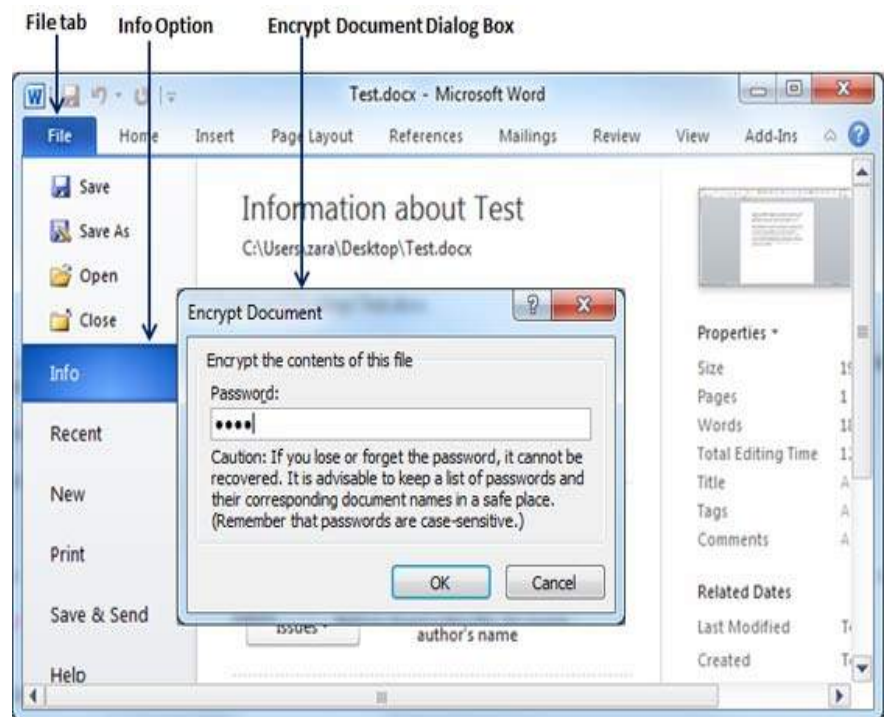 File tab Info Option Encrypt Document Dialog Box
W Test.docx - Microsoft Word
File Home Insert Page Layout References Mailings Review View Add-Ins
Save
Save As
Open
Close
Info
Recent
New
Print
Save & Send
Help
Information about Test
C:\Users\zara\Desktop\Test.docx
Encrypt Document
Encrypt the contents of this file
Password:
Caution: If you lose or forget the password, it cannot be
recovered. It is advisable to keep a list of passwords and
their corresponding document names in a safe place.
(Remember that passwords are case-sensitive.)
OK Cancel
Issues
author's name
Properties
Size
Pages 1
Words
Total Editing Time
Title
Tags
Comments
Related Dates
Last Modified
Created